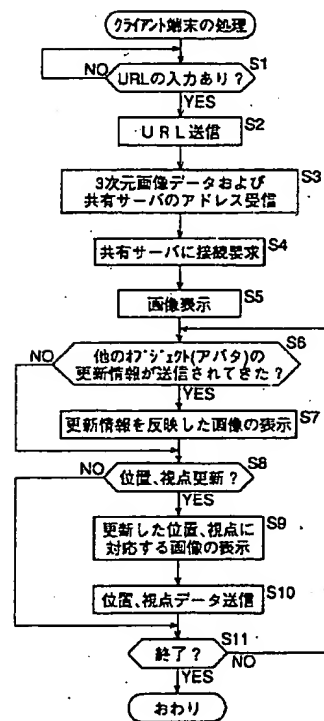 クライアント端末の処理
S1
URLの入力あり?
NO
YES
URL送信
S2
3次元画像データおよび
共有サーバのアドレス受信
S3
共有サーバに接続要求
S4
画像表示
S5
S6
他のオブジェクト(アバタ)の
更新情報が送信されてきた?
NO
YES
更新情報を反映した画像の表示
S7
S8
位置、視点更新?
NO
YES
更新した位置、視点に
対応する画像の表示
S9
位置、視点データ送信
S10
S11
終了?
NO
YES
おわり